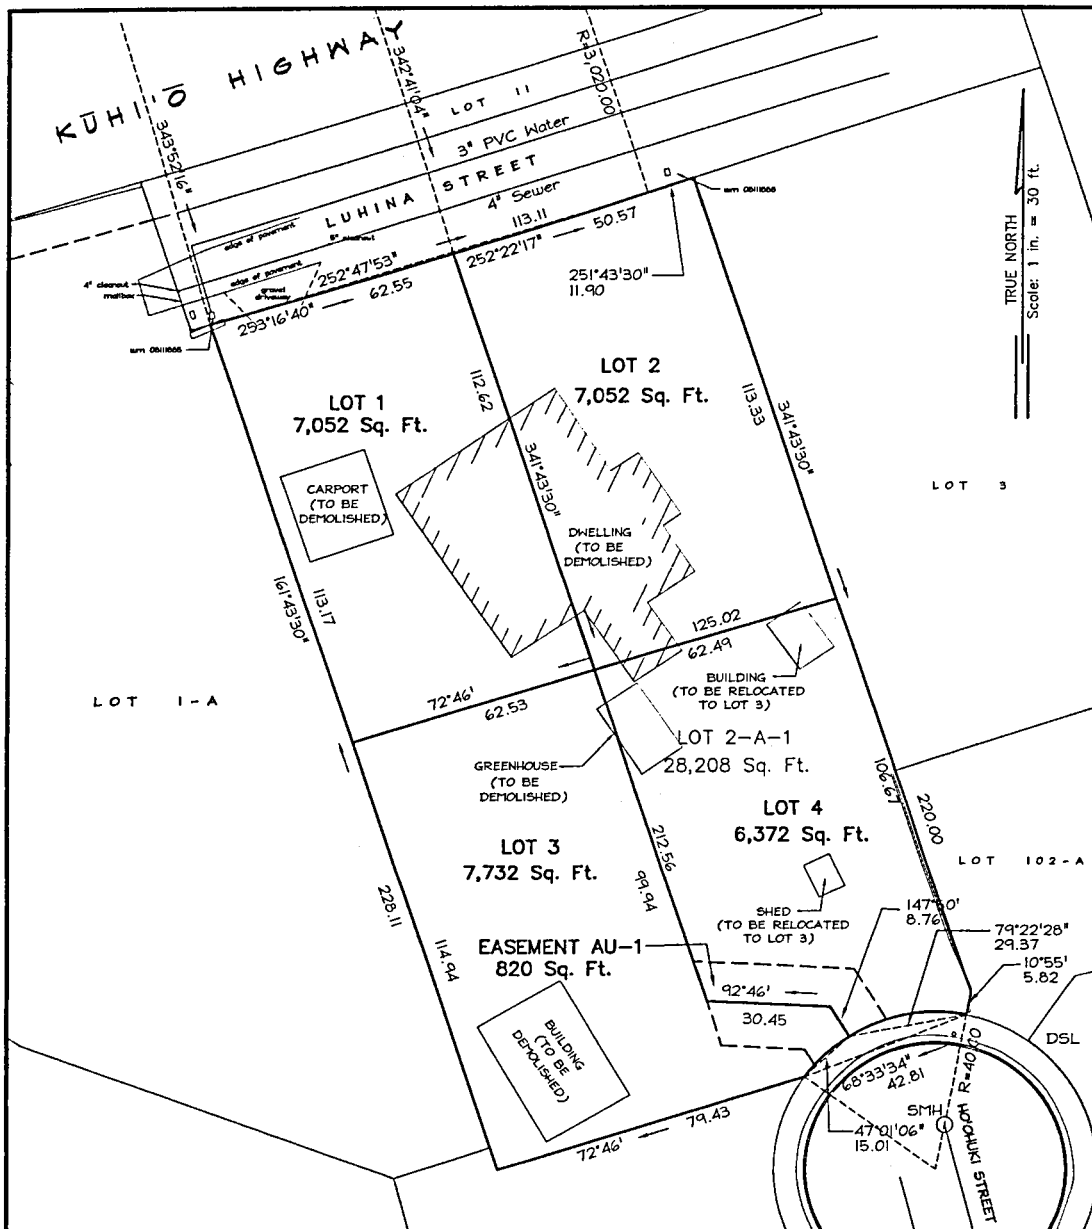 KŪHI'Ō HIGHWAY
343°52'16"
342°41'04"
R=3,020.00
LOT 11
3" PVC Water
LUHINA STREET
4" Sewer
edge of pavement
edge of pavement
gravel
driveway
4" cleanout
mailbox
252°47'53"
113.11
252°22'17"
50.57
253°16'40"
62.55
251°43'30"
11.90
TRUE NORTH
Scale: 1 in. = 30 ft.
LOT 1
7,052 Sq. Ft.
LOT 2
7,052 Sq. Ft.
112.62
341°43'30"
113.33
341°43'30"
LOT 3
CARPORT
(TO BE
DEMOLISHED)
DWELLING
(TO BE
DEMOLISHED)
161°43'30"
113.17
125.02
62.49
LOT 1-A
72°46'
62.53
BUILDING
(TO BE RELOCATED
TO LOT 3)
GREENHOUSE
(TO BE
DEMOLISHED)
LOT 2-A-1
28,208 Sq. Ft.
LOT 4
6,372 Sq. Ft.
106.67
220.00
LOT 3
7,732 Sq. Ft.
212.56
99.94
LOT 102-A
SHED
(TO BE RELOCATED
TO LOT 3)
228.11
114.94
EASEMENT AU-1
820 Sq. Ft.
8.76
79°22'28"
29.37
10°55'
5.82
92°46'
30.45
BUILDING
(TO BE
DEMOLISHED)
DSL
68°33'34"
42.81
R=40.00
SMH
HO'OHUKI STREET
47°01'06"
15.01
72°46'
79.43